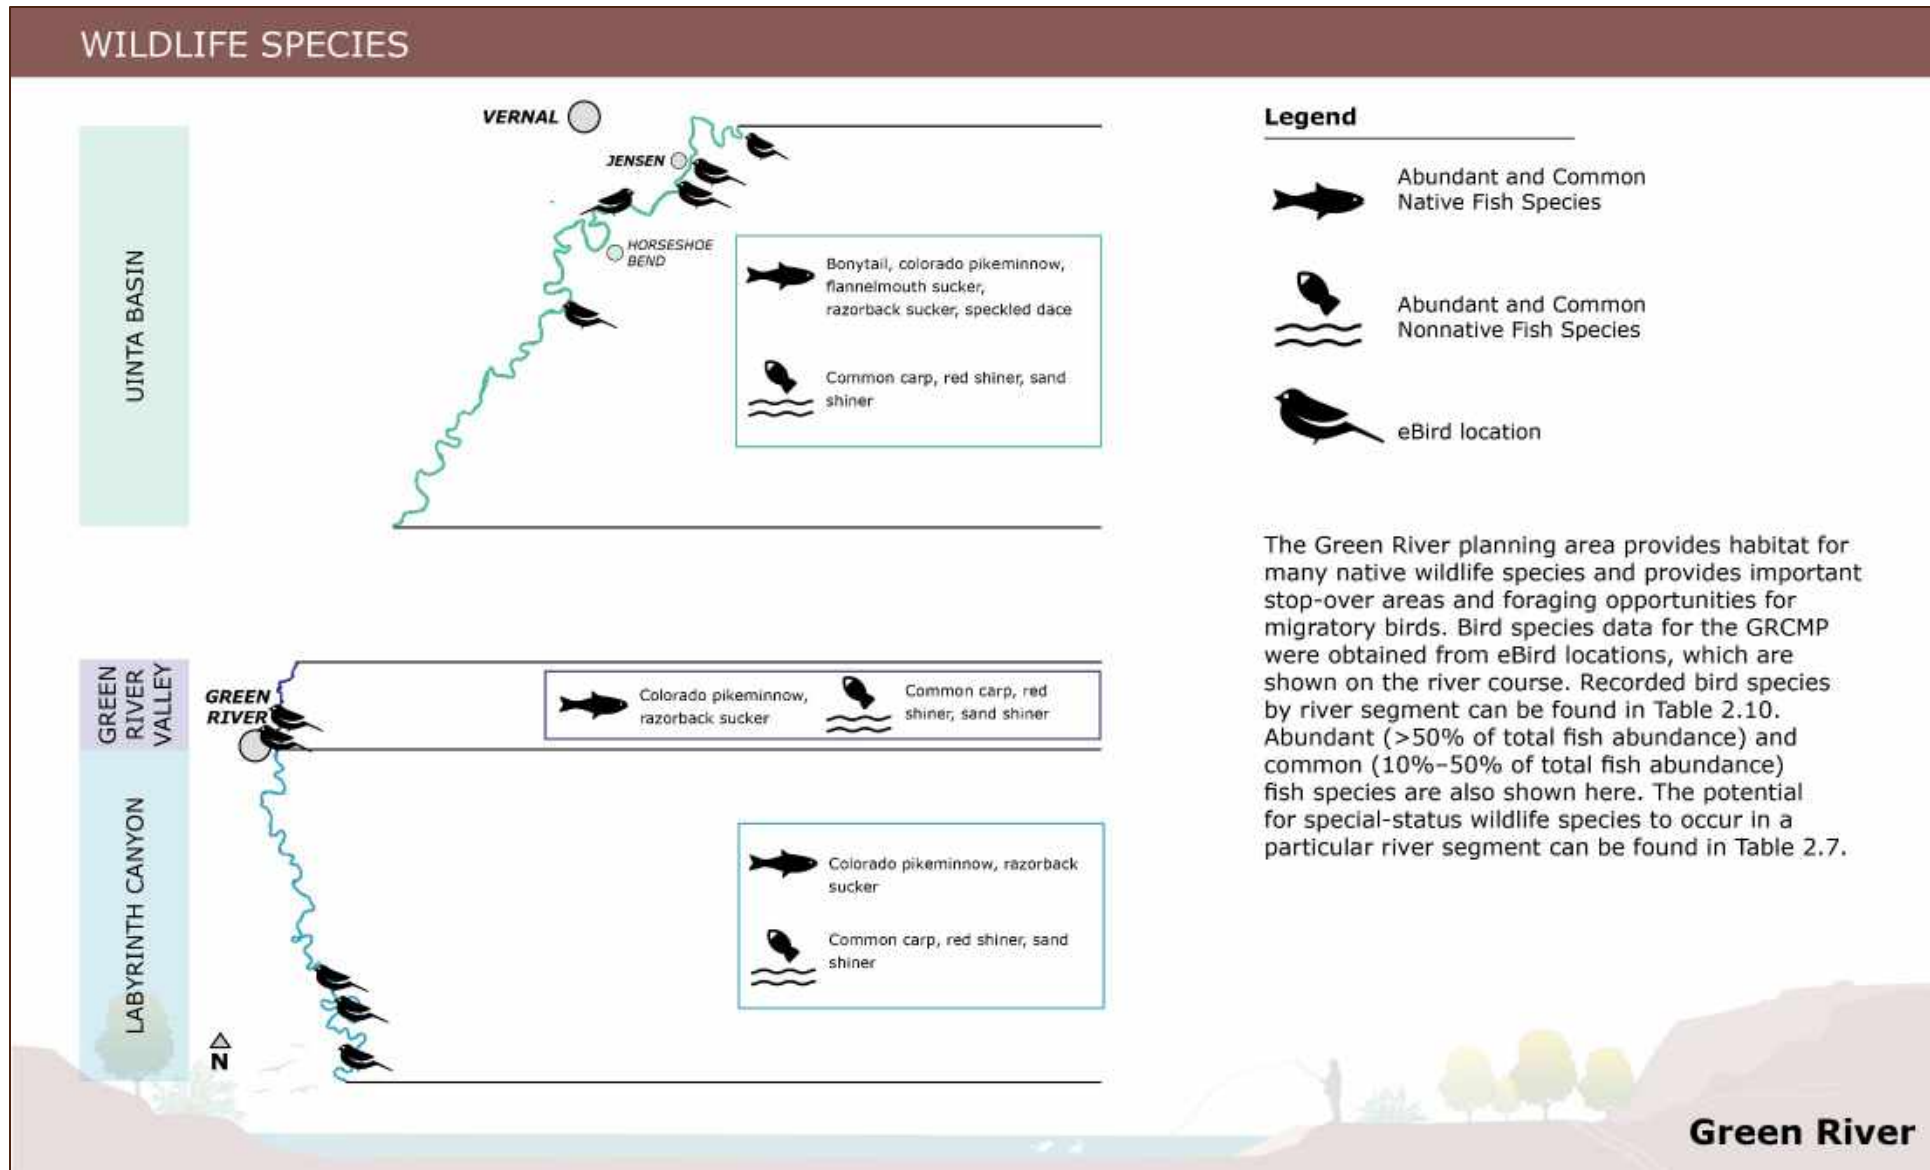 WILDLIFE SPECIES
UINTA BASIN
VERNAL
JENSEN
HORSESHOE
BEND
Bonytail, colorado pikeminnow,
flannelmouth sucker,
razorback sucker, speckled dace
Common carp, red shiner, sand
shiner
GREEN
RIVER
VALLEY
GREEN
RIVER
Colorado pikeminnow,
razorback sucker
Common carp, red
shiner, sand shiner
LABYRINTH CANYON
Colorado pikeminnow, razorback
sucker
Common carp, red shiner, sand
shiner
N
Legend
Abundant and Common
Native Fish Species
Abundant and Common
Nonnative Fish Species
eBird location
The Green River planning area provides habitat for
many native wildlife species and provides important
stop-over areas and foraging opportunities for
migratory birds. Bird species data for the GRCMP
were obtained from eBird locations, which are
shown on the river course. Recorded bird species
by river segment can be found in Table 2.10.
Abundant (>50% of total fish abundance) and
common (10%–50% of total fish abundance)
fish species are also shown here. The potential
for special-status wildlife species to occur in a
particular river segment can be found in Table 2.7.
Green River